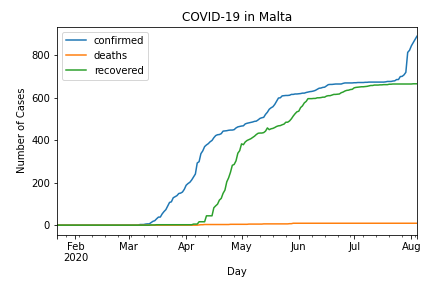 COVID-19 in Malta
confirmed
deaths
recovered
Number of Cases
800
600
400
200
0
Feb Mar Apr May Jun Jul Aug
2020
Day